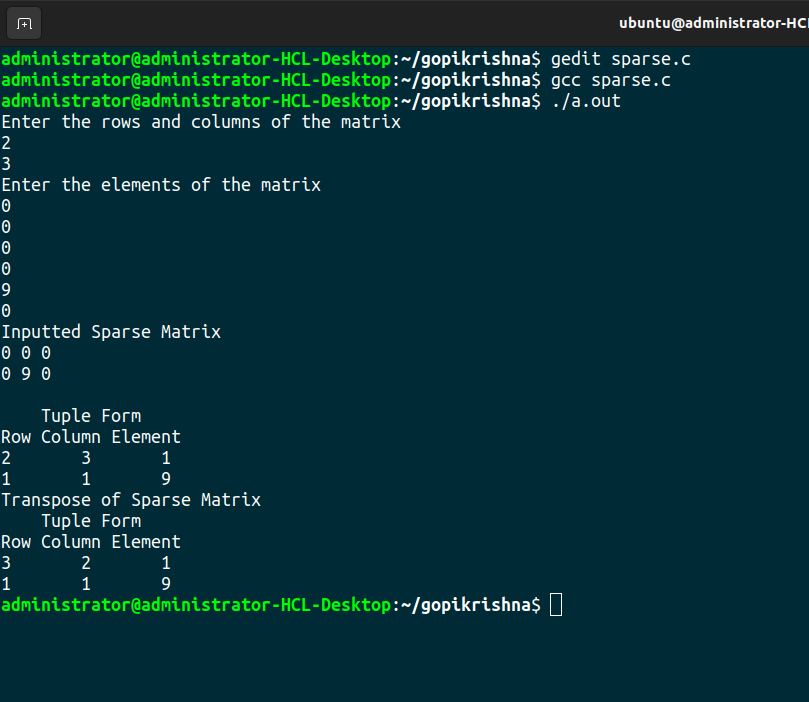 ubuntu@administrator-HCL
administrator@administrator-HCL-Desktop:~/gopikrishna$ gedit sparse.c
administrator@administrator-HCL-Desktop:~/gopikrishna$ gcc sparse.c
administrator@administrator-HCL-Desktop:~/gopikrishna$ ./a.out
Enter the rows and columns of the matrix
2
3
Enter the elements of the matrix
0
0
0
0
9
0
Inputted Sparse Matrix
0 0 0
0 9 0
    Tuple Form
Row Column Element
2       3       1
1       1       9
Transpose of Sparse Matrix
    Tuple Form
Row Column Element
3       2       1
1       1       9
administrator@administrator-HCL-Desktop:~/gopikrishna$